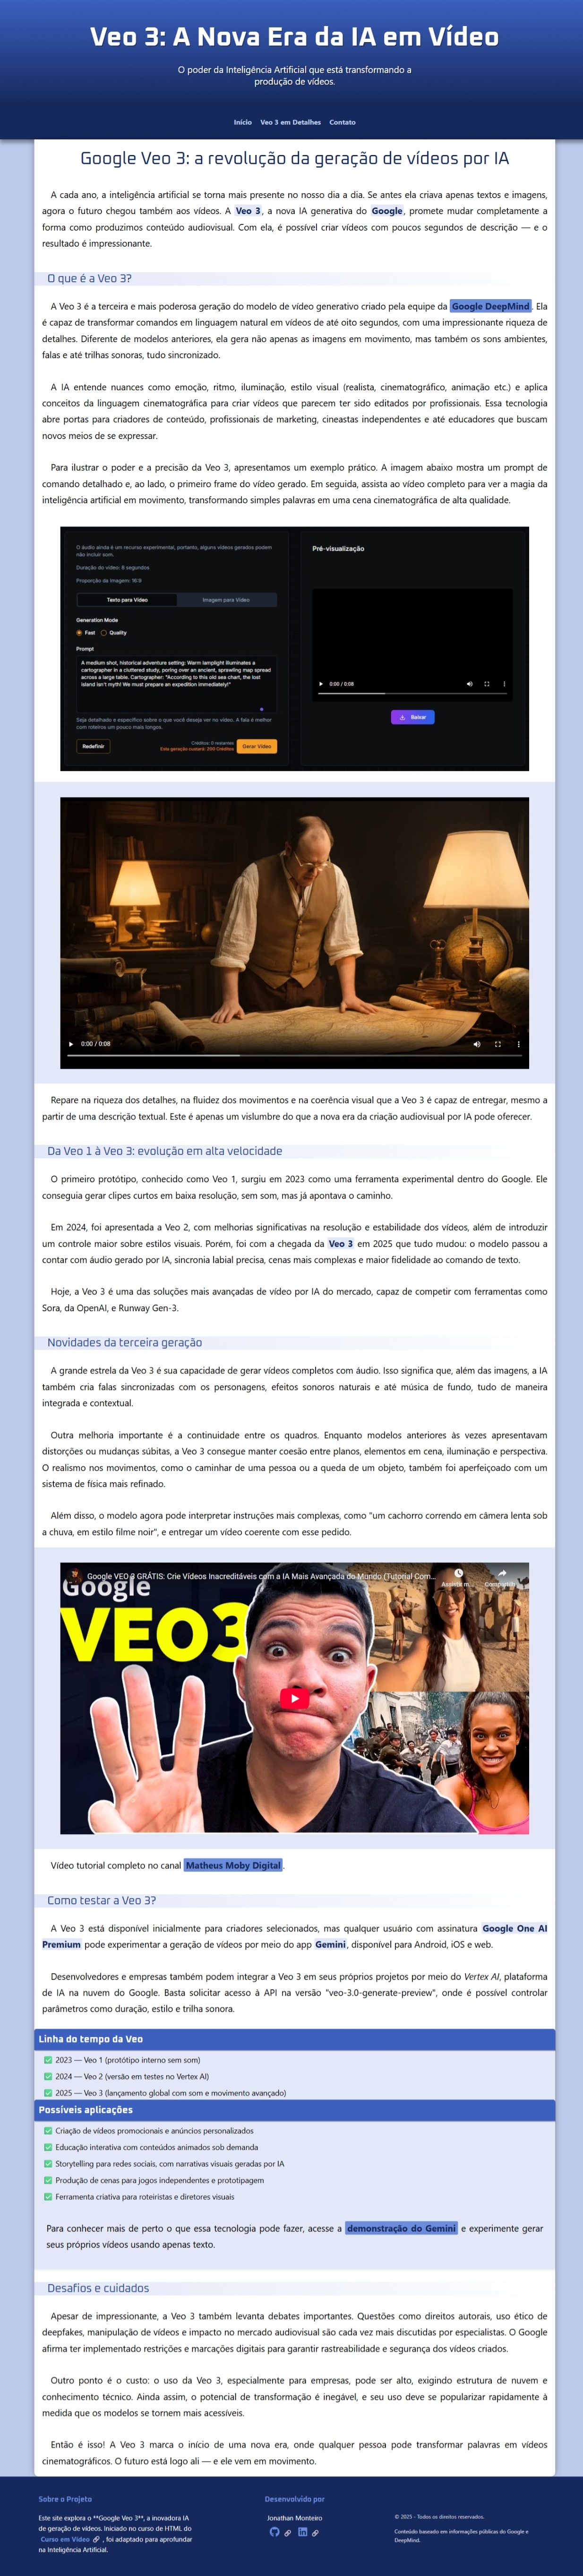 Veo 3: A Nova Era da IA em Vídeo
O poder da Inteligência Artificial que está transformando a
produção de vídeos.
Início Veo 3 em Detalhes Contato
Google Veo 3: a revolução da geração de vídeos por IA
A cada ano, a inteligência artificial se torna mais presente no nosso dia a dia. Se antes ela criava apenas textos e imagens,
agora o futuro chegou também aos vídeos. A Veo 3, a nova IA generativa do Google, promete mudar completamente a
forma como produzimos conteúdo audiovisual. Com ela, é possível criar vídeos com poucos segundos de descrição — e o
resultado é impressionante.
O que é a Veo 3?
A Veo 3 é a terceira e mais poderosa geração do modelo de vídeo generativo criado pela equipe da Google DeepMind. Ela
é capaz de transformar comandos em linguagem natural em vídeos de até oito segundos, com uma impressionante riqueza de
detalhes. Diferente de modelos anteriores, ela gera não apenas as imagens em movimento, mas também os sons ambientes,
falas e até trilhas sonoras, tudo sincronizado.
A IA entende nuances como emoção, ritmo, iluminação, estilo visual (realista, cinematográfico, animação etc.) e aplica
conceitos da linguagem cinematográfica para criar vídeos que parecem ter sido editados por profissionais. Essa tecnologia
abre portas para criadores de conteúdo, profissionais de marketing, cineastas independentes e até educadores que buscam
novos meios de se expressar.
Para ilustrar o poder e a precisão da Veo 3, apresentamos um exemplo prático. A imagem abaixo mostra um prompt de
comando detalhado e, ao lado, o primeiro frame do vídeo gerado. Em seguida, assista ao vídeo completo para ver a magia da
inteligência artificial em movimento, transformando simples palavras em uma cena cinematográfica de alta qualidade.
O áudio ainda é um recurso experimental, portanto, alguns vídeos gerados podem
não incluir som.
Duração do vídeo: 8 segundos
Proporção da Imagem: 16:9
Texto para Vídeo Imagem para Vídeo
Generation Mode
Fast Quality
Prompt
A medium shot, historical adventure setting: Warm lamplight illuminates a
cartographer in a cluttered study, poring over an ancient, sprawling map spread
across a large table. Cartographer: "According to this old sea chart, the lost
island isn't myth! We must prepare an expedition immediately!"
Seja detalhado e específico sobre o que você deseja ver no vídeo. A fala é melhor
com roteiros um pouco mais longos.
Redefinir
Créditos: 0 restantes
Esta geração custará: 200 Créditos
Gerar Vídeo
Pré-visualização
0:00 / 0:08
Baixar
0:00 / 0:08
Repare na riqueza dos detalhes, na fluidez dos movimentos e na coerência visual que a Veo 3 é capaz de entregar, mesmo a
partir de uma descrição textual. Este é apenas um vislumbre do que a nova era da criação audiovisual por IA pode oferecer.
Da Veo 1 à Veo 3: evolução em alta velocidade
O primeiro protótipo, conhecido como Veo 1, surgiu em 2023 como uma ferramenta experimental dentro do Google. Ele
conseguia gerar clipes curtos em baixa resolução, sem som, mas já apontava o caminho.
Em 2024, foi apresentada a Veo 2, com melhorias significativas na resolução e estabilidade dos vídeos, além de introduzir
um controle maior sobre estilos visuais. Porém, foi com a chegada da Veo 3 em 2025 que tudo mudou: o modelo passou a
contar com áudio gerado por IA, sincronia labial precisa, cenas mais complexas e maior fidelidade ao comando de texto.
Hoje, a Veo 3 é uma das soluções mais avançadas de vídeo por IA do mercado, capaz de competir com ferramentas como
Sora, da OpenAI, e Runway Gen-3.
Novidades da terceira geração
A grande estrela da Veo 3 é sua capacidade de gerar vídeos completos com áudio. Isso significa que, além das imagens, a IA
também cria falas sincronizadas com os personagens, efeitos sonoros naturais e até música de fundo, tudo de maneira
integrada e contextual.
Outra melhoria importante é a continuidade entre os quadros. Enquanto modelos anteriores às vezes apresentavam
distorções ou mudanças súbitas, a Veo 3 consegue manter coesão entre planos, elementos em cena, iluminação e perspectiva.
O realismo nos movimentos, como o caminhar de uma pessoa ou a queda de um objeto, também foi aperfeiçoado com um
sistema de física mais refinado.
Além disso, o modelo agora pode interpretar instruções mais complexas, como "um cachorro correndo em câmera lenta sob
a chuva, em estilo filme noir", e entregar um vídeo coerente com esse pedido.
Google VEO 3 GRÁTIS: Crie Vídeos Inacreditáveis com a IA Mais Avançada do Mundo (Tutorial Com...
Google
VEO3
Vídeo tutorial completo no canal Matheus Moby Digital.
Como testar a Veo 3?
A Veo 3 está disponível inicialmente para criadores selecionados, mas qualquer usuário com assinatura Google One AI
Premium pode experimentar a geração de vídeos por meio do app Gemini, disponível para Android, iOS e web.
Desenvolvedores e empresas também podem integrar a Veo 3 em seus próprios projetos por meio do Vertex AI, plataforma
de IA na nuvem do Google. Basta solicitar acesso à API na versão "veo-3.0-generate-preview", onde é possível controlar
parâmetros como duração, estilo e trilha sonora.
Linha do tempo da Veo
2023 — Veo 1 (protótipo interno sem som)
2024 — Veo 2 (versão em testes no Vertex AI)
2025 — Veo 3 (lançamento global com som e movimento avançado)
Possíveis aplicações
Criação de vídeos promocionais e anúncios personalizados
Educação interativa com conteúdos animados sob demanda
Storytelling para redes sociais, com narrativas visuais geradas por IA
Produção de cenas para jogos independentes e prototipagem
Ferramenta criativa para roteiristas e diretores visuais
Para conhecer mais de perto o que essa tecnologia pode fazer, acesse a demonstração do Gemini e experimente gerar
seus próprios vídeos usando apenas texto.
Desafios e cuidados
Apesar de impressionante, a Veo 3 também levanta debates importantes. Questões como direitos autorais, uso ético de
deepfakes, manipulação de vídeos e impacto no mercado audiovisual são cada vez mais discutidas por especialistas. O Google
afirma ter implementado restrições e marcações digitais para garantir rastreabilidade e segurança dos vídeos criados.
Outro ponto é o custo: o uso da Veo 3, especialmente para empresas, pode ser alto, exigindo estrutura de nuvem e
conhecimento técnico. Ainda assim, o potencial de transformação é inegável, e seu uso deve se popularizar rapidamente à
medida que os modelos se tornem mais acessíveis.
Então é isso! A Veo 3 marca o início de uma nova era, onde qualquer pessoa pode transformar palavras em vídeos
cinematográficos. O futuro está logo ali — e ele vem em movimento.
Sobre o Projeto
Este site explora o **Google Veo 3**, a inovadora IA
de geração de vídeos. Iniciado no curso de HTML do
Curso em Vídeo , foi adaptado para aprofundar
na Inteligência Artificial.
Desenvolvido por
Jonathan Monteiro
© 2025 - Todos os direitos reservados.
Conteúdo baseado em informações públicas do Google e
DeepMind.